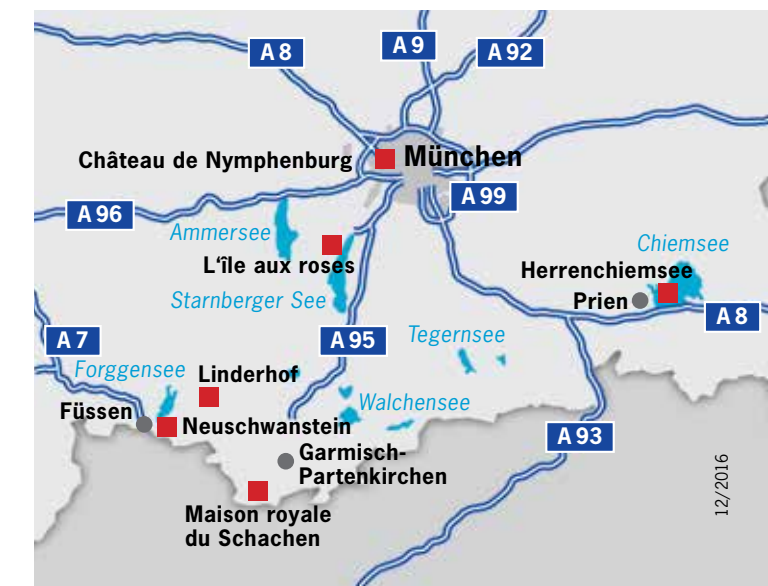 A 8
A 9
A 92
Château de Nymphenburg
München
A 99
A 96
Ammersee
L‘île aux roses
Starnberger See
Chiemsee
Herrenchiemsee
Prien
A 8
A 7
A 95
Tegernsee
Forggensee
Linderhof
Walchensee
Füssen
Neuschwanstein
A 93
Garmisch-
Partenkirchen
Maison royale
du Schachen
12/2016